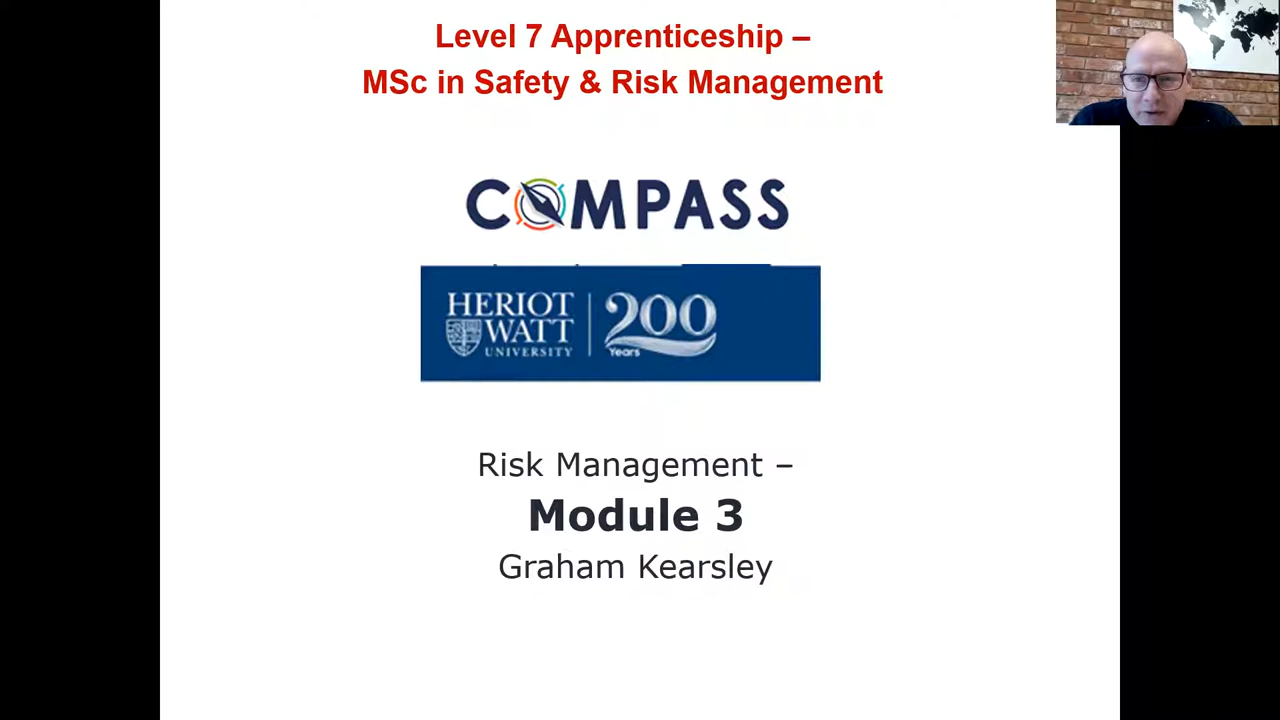 Level 7 Apprenticeship –
MSc in Safety & Risk Management
COMPASS
HERIOT
WATT
UNIVERSITY
200
Years
Risk Management –
Module 3
Graham Kearsley